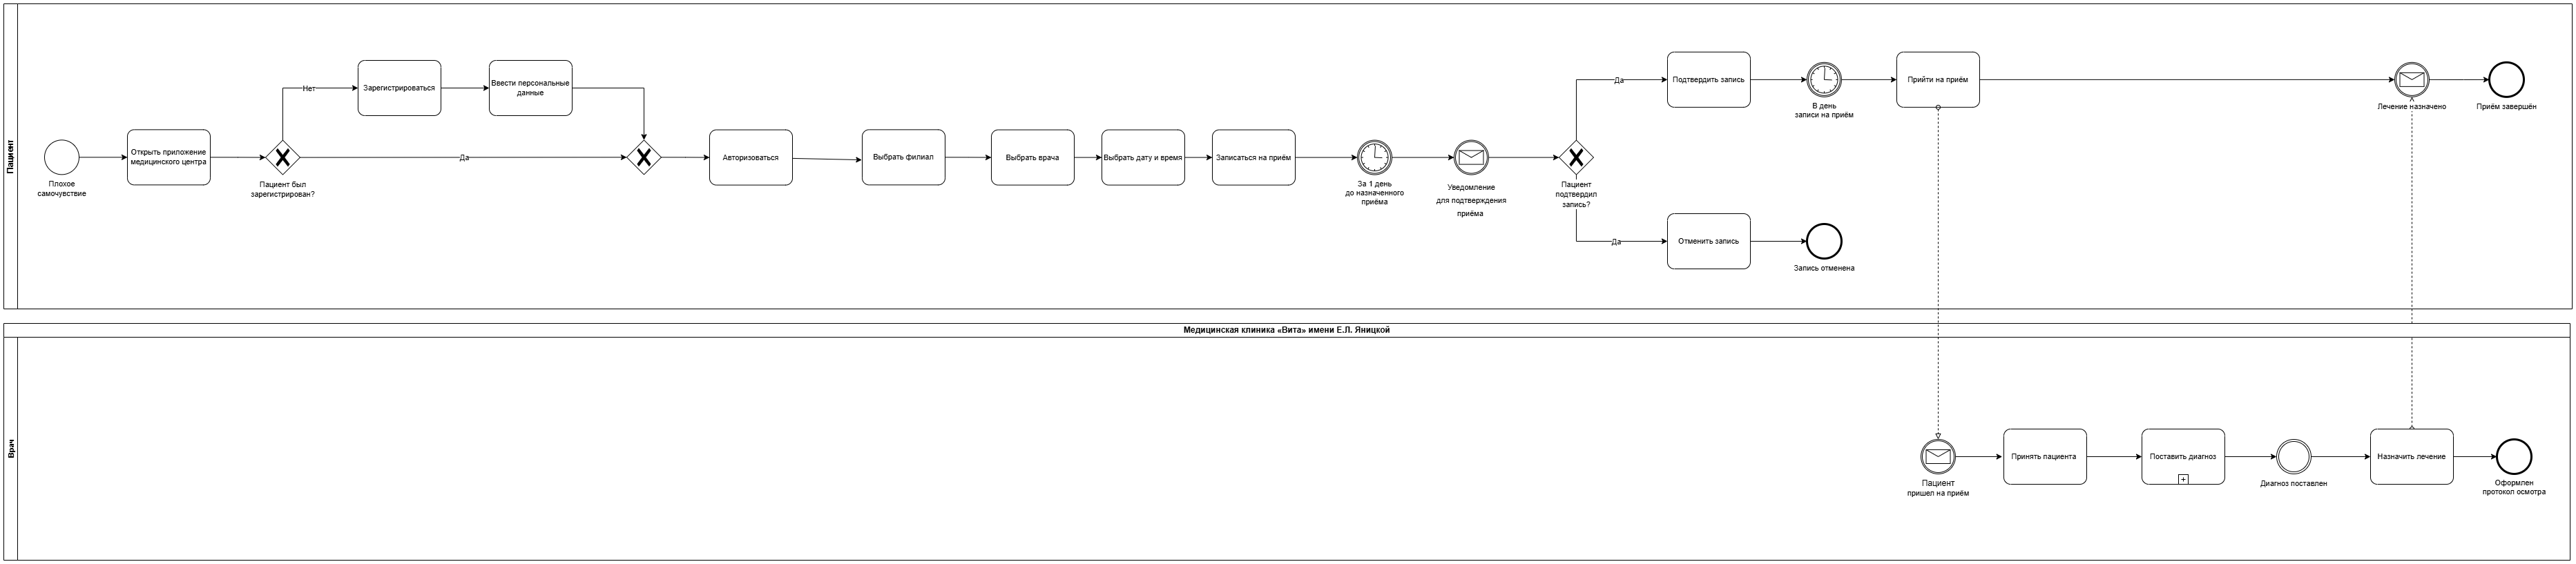 Пациент
Плохое
самочувствие
Открыть приложение
медицинского центра
Пациент был
зарегистрирован?
Нет
Зарегистрироваться
Ввести персональные
данные
Да
Авторизоваться
Выбрать филиал
Выбрать врача
Выбрать дату и время
Записаться на приём
За 1 день
до назначенного
приёма
Уведомление
для подтверждения
приёма
Пациент
подтвердил
запись?
Да
Подтвердить запись
В день
записи на приём
Прийти на приём
Лечение назначено
Приём завершён
Да
Отменить запись
Запись отменена
Медицинская клиника «Вита» имени Е.Л. Яницкой
Врач
Пациент
пришел на приём
Принять пациента
Поставить диагноз
Диагноз поставлен
Назначить лечение
Оформлен
протокол осмотра